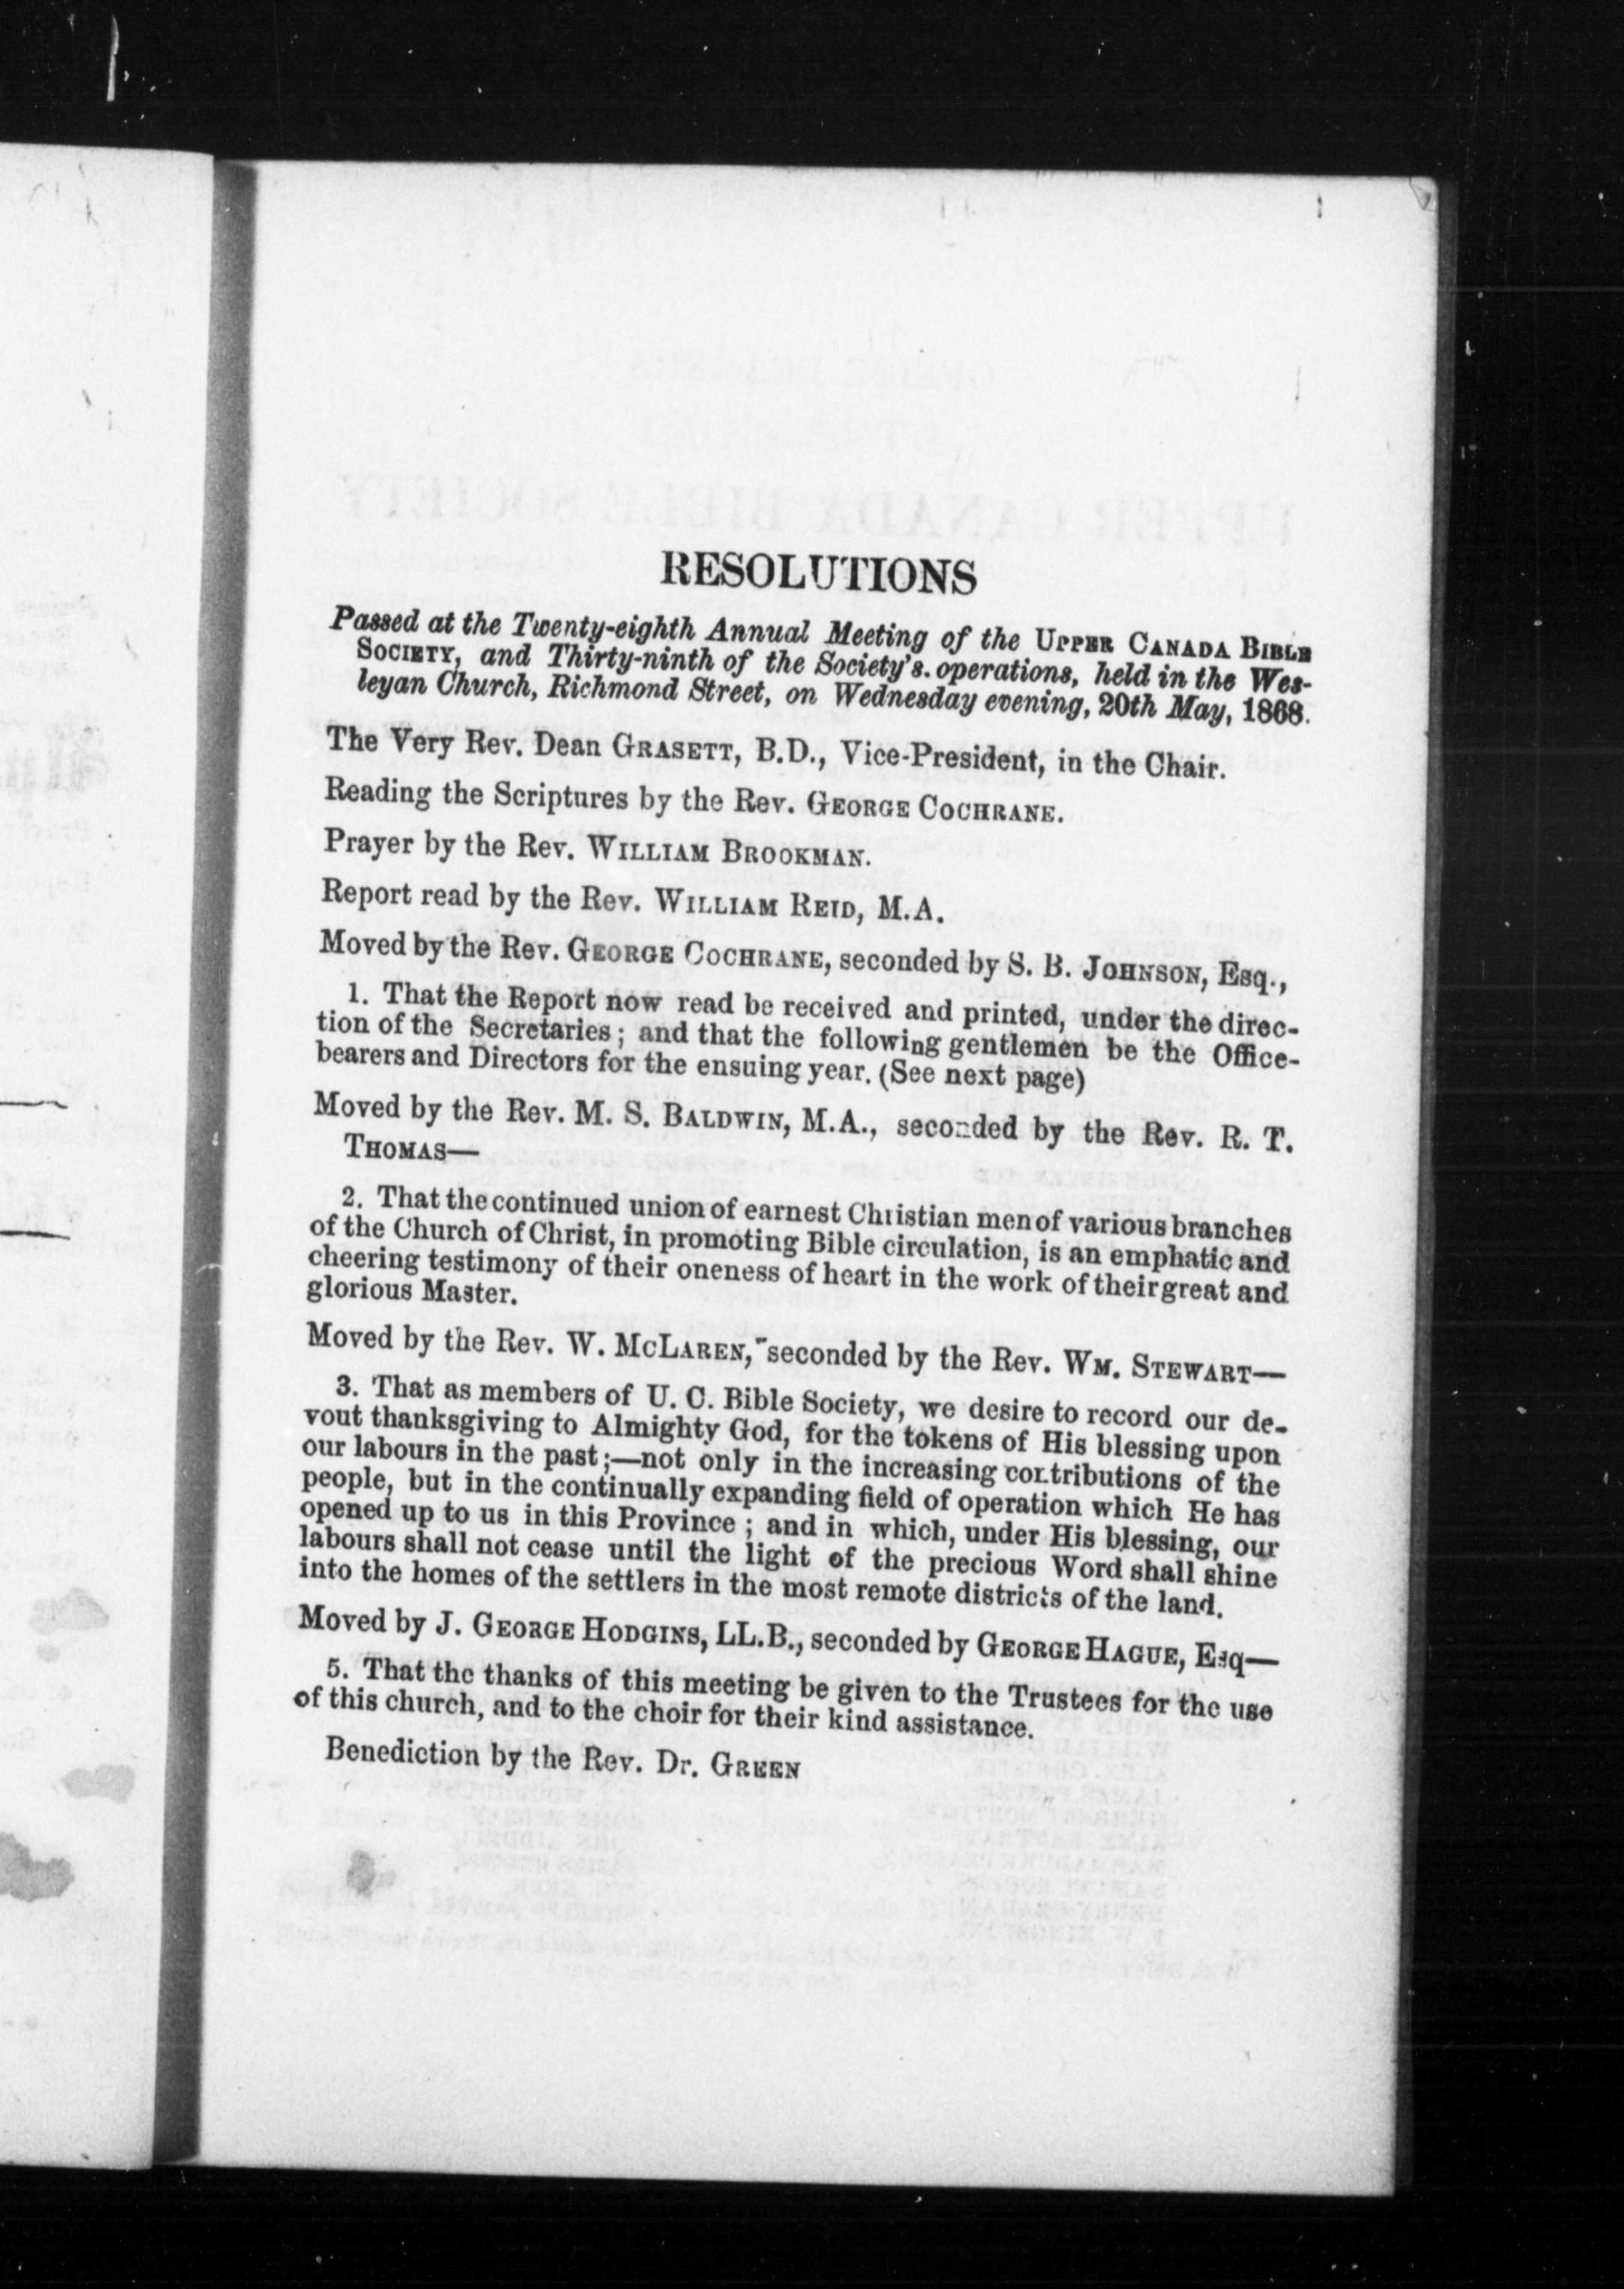 RESOLUTIONS
Passed at the Twenty-eighth Annual Meeting of the UPPER CANADA BIBLE
SOCIETY, and Thirty-ninth of the Society's. operations, held in the Wes-
leyan Church, Richmond Street, on Wednesday evening, 20th May, 1868.
The Very Rev. Dean GRASETT, B.D., Vice-President, in the Chair.
Reading the Scriptures by the Rev. GEORGE COCHRANE.
Prayer by the Rev. WILLIAM BROOKMAN.
Report read by the Rev. WILLIAM REID, M.A.
Moved by the Rev. GEORGE COCHRANE, seconded by S. B. JOHNSON, Esq.,
1. That the Report now read be received and printed, under the direc-
tion of the Secretaries; and that the following gentlemen be the Office-
bearers and Directors for the ensuing year. (See next page)
Moved by the Rev. M. S. BALDWIN, M.A., seconded by the Rev. R. T.
THOMAS—
2. That the continued union of earnest Christian men of various branches
of the Church of Christ, in promoting Bible circulation, is an emphatic and
cheering testimony of their oneness of heart in the work of their great and
glorious Master.
Moved by the Rev. W. MCLAREN, seconded by the Rev. WM. STEWART—
3. That as members of U. C. Bible Society, we desire to record our de-
vout thanksgiving to Almighty God, for the tokens of His blessing upon
our labours in the past;—not only in the increasing contributions of the
people, but in the continually expanding field of operation which He has
opened up to us in this Province; and in which, under His blessing, our
labours shall not cease until the light of the precious Word shall shine
into the homes of the settlers in the most remote districts of the land.
Moved by J. GEORGE HODGINS, LL.B., seconded by GEORGE HAGUE, Esq—
5. That the thanks of this meeting be given to the Trustees for the use
of this church, and to the choir for their kind assistance.
Benediction by the Rev. Dr. GREEN